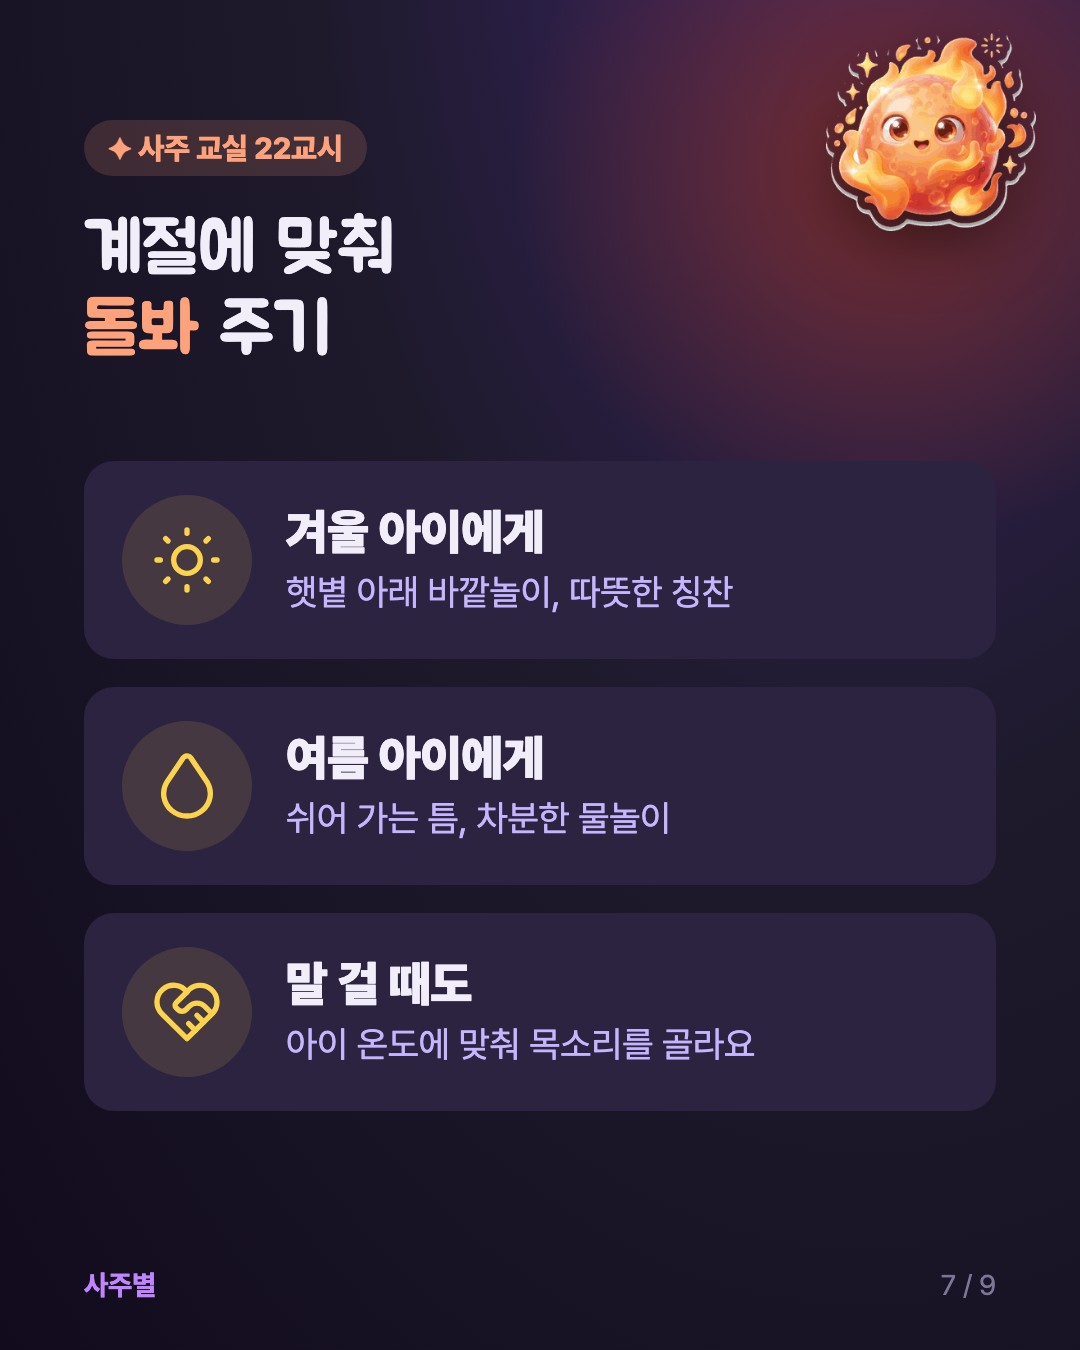 사주 교실 22교시
계절에 맞춰
돌봐 주기
겨울 아이에게
햇볕 아래 바깥놀이, 따뜻한 칭찬
여름 아이에게
쉬어 가는 틈, 차분한 물놀이
말 걸 때도
아이 온도에 맞춰 목소리를 골라요
사주별
7 / 9